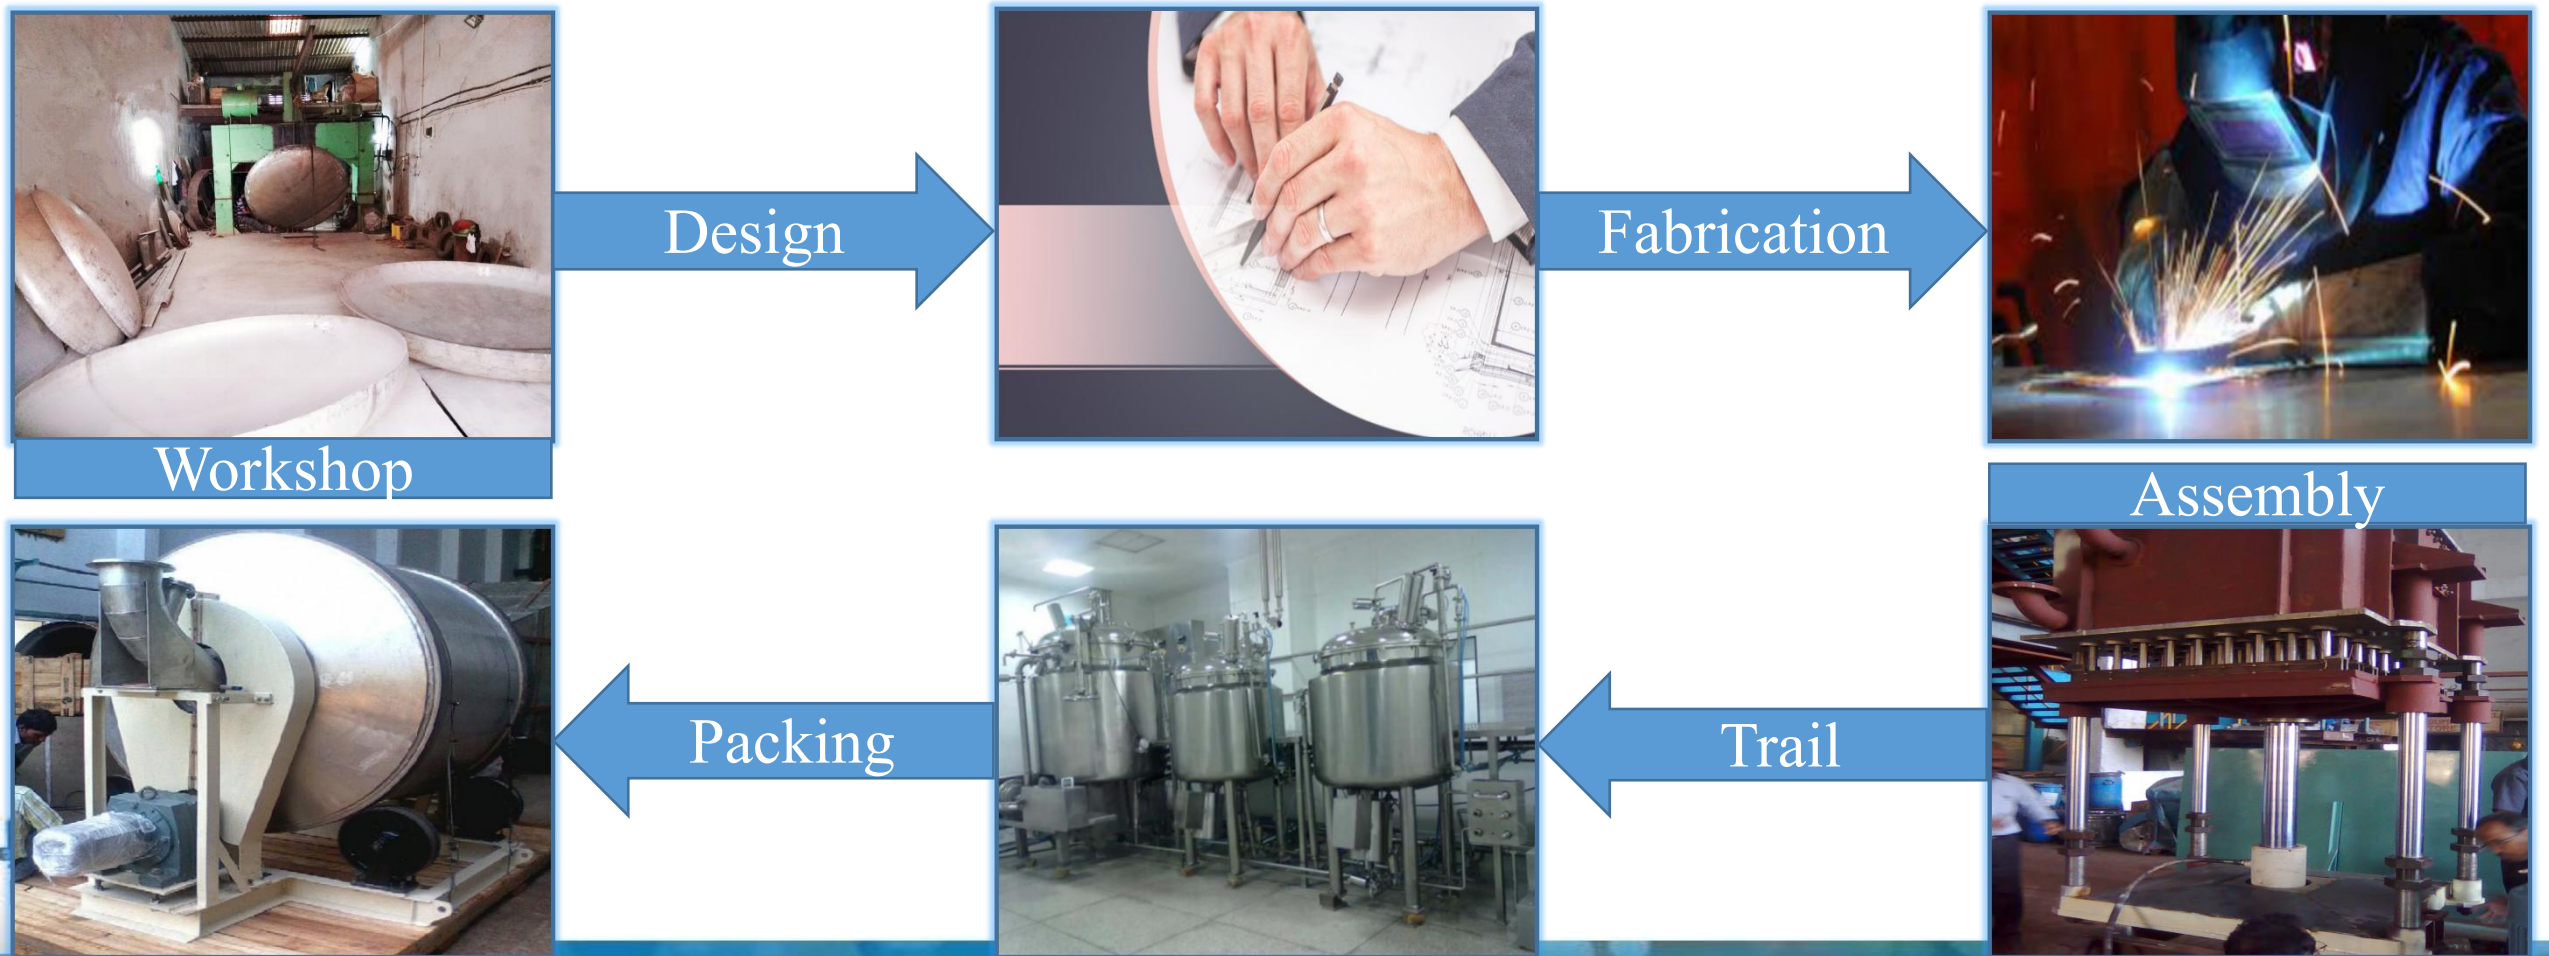 Design
Fabrication
Workshop
Assembly
Packing
Trail